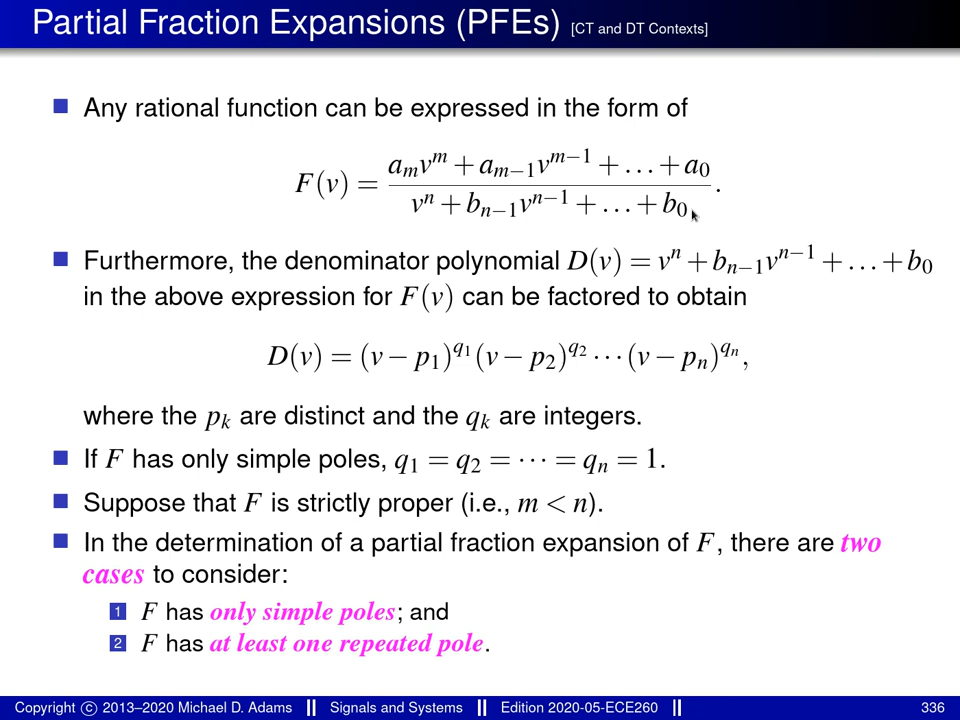 Partial Fraction Expansions (PFEs) [CT and DT Contexts]
Any rational function can be expressed in the form of
F(v) = (a_m v^m + a_{m−1} v^{m−1} + … + a_0) / (v^n + b_{n−1} v^{n−1} + … + b_0).
Furthermore, the denominator polynomial D(v) = v^n + b_{n−1} v^{n−1} + … + b_0
in the above expression for F(v) can be factored to obtain
D(v) = (v − p_1)^{q_1} (v − p_2)^{q_2} ⋯ (v − p_n)^{q_n},
where the p_k are distinct and the q_k are integers.
If F has only simple poles, q_1 = q_2 = ⋯ = q_n = 1.
Suppose that F is strictly proper (i.e., m < n).
In the determination of a partial fraction expansion of F, there are two
cases to consider:
1 F has only simple poles; and
2 F has at least one repeated pole.
Copyright © 2013–2020 Michael D. Adams Signals and Systems Edition 2020-05-ECE260 336